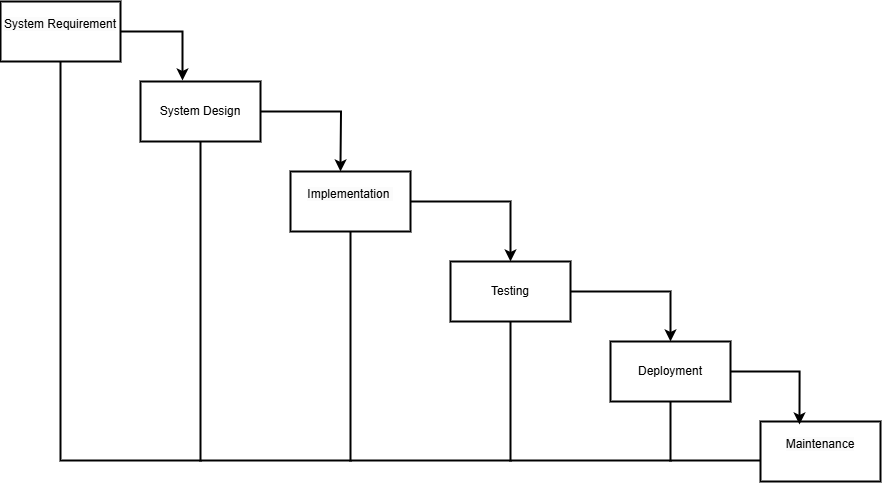 System Requirement
System Design
Implementation
Testing
Deployment
Maintenance